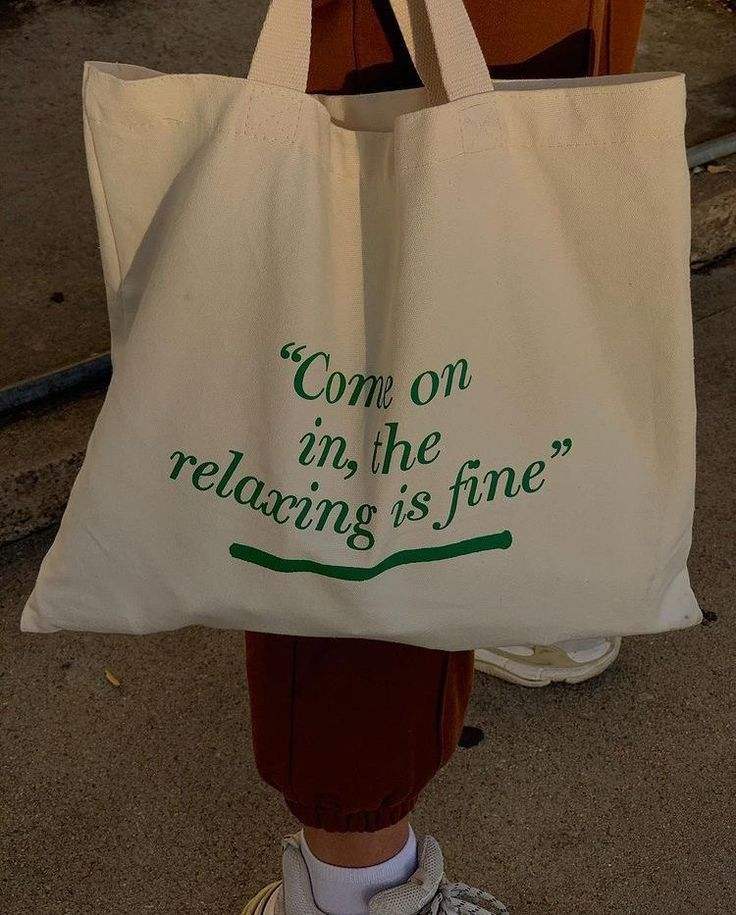 “Come on
in, the
relaxing is fine”